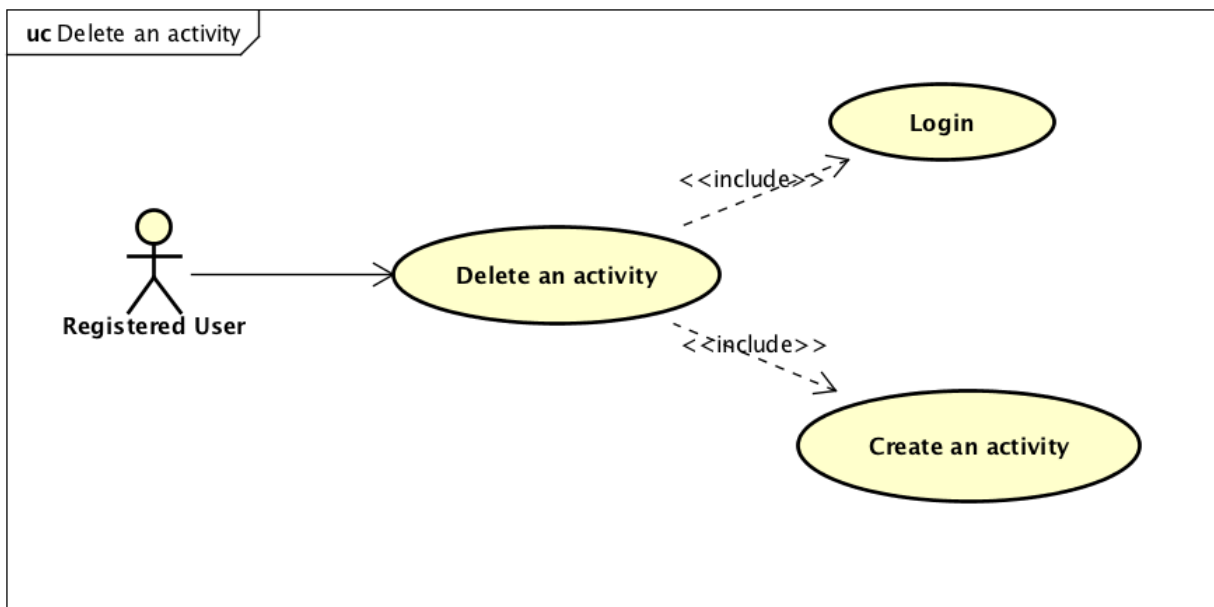 uc Delete an activity
Login
<<include>>
Delete an activity
Registered User
<<include>>
Create an activity